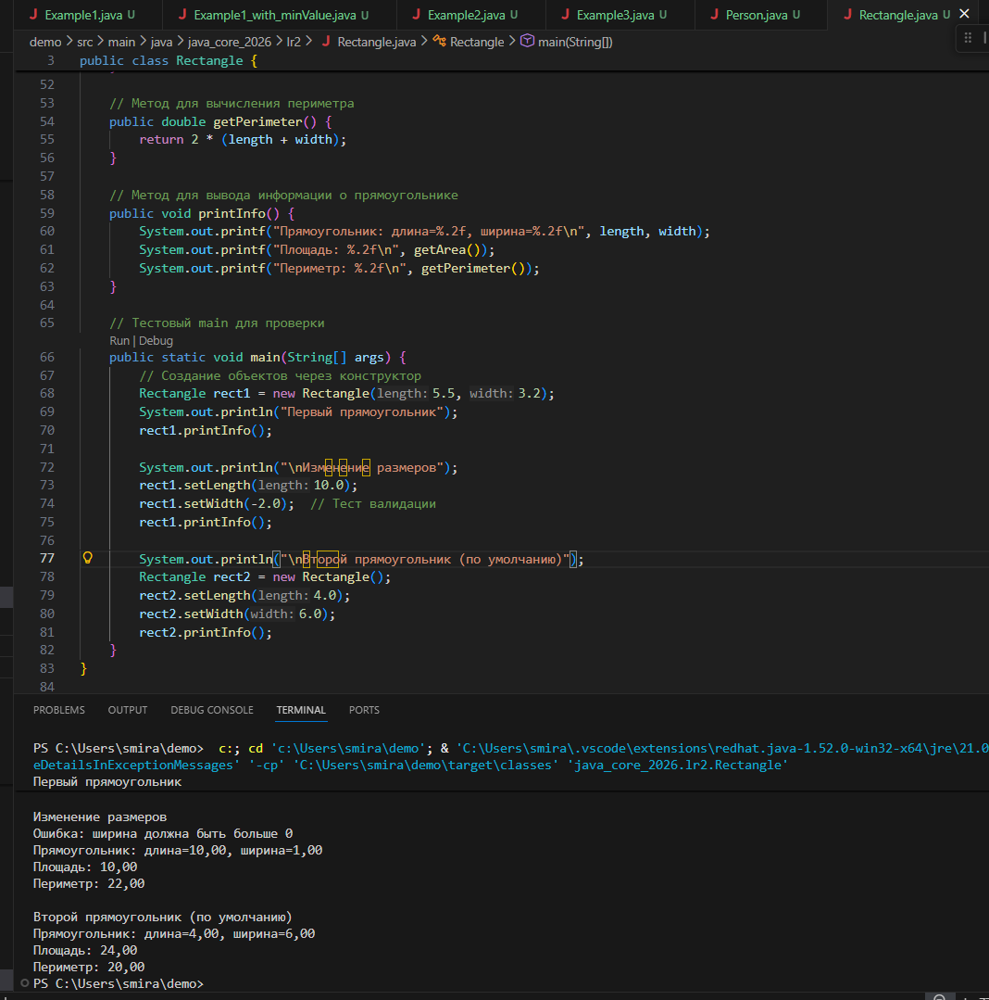 Example1.java U Example1_with_minValue.java U Example2.java U Example3.java U Person.java U Rectangle.java U
demo > src > main > java > java_core_2026 > lr2 > Rectangle.java > Rectangle > main(String[])
3 public class Rectangle {
52
53 // Метод для вычисления периметра
54 public double getPerimeter() {
55 return 2 * (length + width);
56 }
57
58 // Метод для вывода информации о прямоугольнике
59 public void printInfo() {
60 System.out.printf("Прямоугольник: длина=%.2f, ширина=%.2f\n", length, width);
61 System.out.printf("Площадь: %.2f\n", getArea());
62 System.out.printf("Периметр: %.2f\n", getPerimeter());
63 }
64
65 // Тестовый main для проверки
Run | Debug
66 public static void main(String[] args) {
67 // Создание объектов через конструктор
68 Rectangle rect1 = new Rectangle(length: 5.5, width: 3.2);
69 System.out.println("Первый прямоугольник");
70 rect1.printInfo();
71
72 System.out.println("\nИзменение размеров");
73 rect1.setLength(length: 10.0);
74 rect1.setWidth(-2.0); // Тест валидации
75 rect1.printInfo();
76
77 System.out.println("\nВторой прямоугольник (по умолчанию)");
78 Rectangle rect2 = new Rectangle();
79 rect2.setLength(length: 4.0);
80 rect2.setWidth(width: 6.0);
81 rect2.printInfo();
82 }
83 }
84
PROBLEMS OUTPUT DEBUG CONSOLE TERMINAL PORTS
PS C:\Users\smira\demo> c:; cd 'c:\Users\smira\demo'; & 'C:\Users\smira\.vscode\extensions\redhat.java-1.52.0-win32-x64\jre\21.0
eDetailsInExceptionMessages' '-cp' 'C:\Users\smira\demo\target\classes' 'java_core_2026.lr2.Rectangle'
Первый прямоугольник
Изменение размеров
Ошибка: ширина должна быть больше 0
Прямоугольник: длина=10,00, ширина=1,00
Площадь: 10,00
Периметр: 22,00
Второй прямоугольник (по умолчанию)
Прямоугольник: длина=4,00, ширина=6,00
Площадь: 24,00
Периметр: 20,00
PS C:\Users\smira\demo>